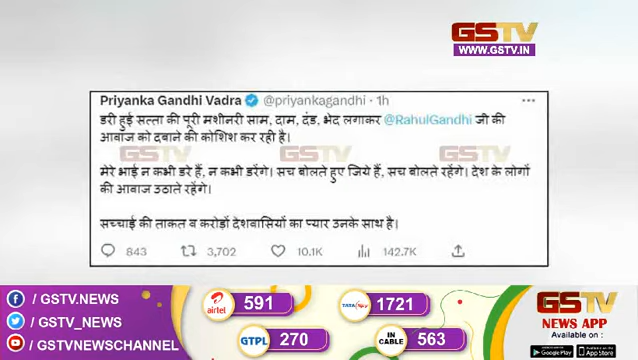 GSTV
WWW.GSTV.IN
Priyanka Gandhi Vadra @priyankagandhi · 1h
डरी हुई सत्ता की पूरी मशीनरी साम, दाम, दंड, भेद लगाकर @RahulGandhi जी की
आवाज को दबाने की कोशिश कर रही है।
GSTV GSTV GSTV
मेरे भाई न कभी डरे हैं, न कभी डरेंगे। सच बोलते हुए जिये हैं, सच बोलते रहेंगे। देश के लोगों
की आवाज उठाते रहेंगे।
सच्चाई की ताकत व करोड़ों देशवासियों का प्यार उनके साथ है।
843 3,702 10.1K 142.7K
/ GSTV.NEWS
/ GSTV_NEWS
/ GSTVNEWSCHANNEL
airtel 591
TATA Play 1721
GTPL 270
IN CABLE 563
GSTV
NEWS APP
Available on :
Google Play App Store